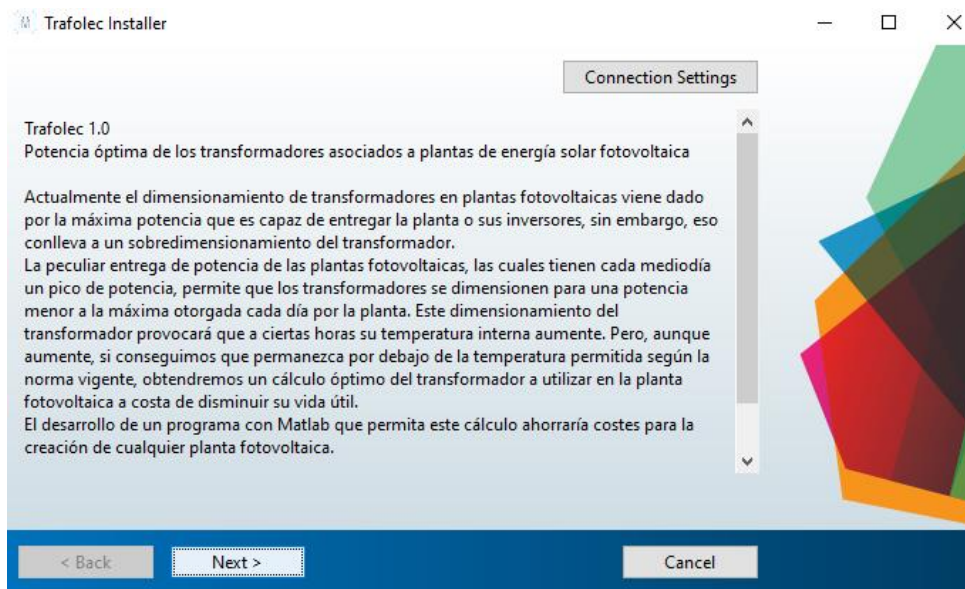 Trafolec Installer
Connection Settings
Trafolec 1.0
Potencia óptima de los transformadores asociados a plantas de energía solar fotovoltaica
Actualmente el dimensionamiento de transformadores en plantas fotovoltaicas viene dado
por la máxima potencia que es capaz de entregar la planta o sus inversores, sin embargo, eso
conlleva a un sobredimensionamiento del transformador.
La peculiar entrega de potencia de las plantas fotovoltaicas, las cuales tienen cada mediodía
un pico de potencia, permite que los transformadores se dimensionen para una potencia
menor a la máxima otorgada cada día por la planta. Este dimensionamiento del
transformador provocará que a ciertas horas su temperatura interna aumente. Pero, aunque
aumente, si conseguimos que permanezca por debajo de la temperatura permitida según la
norma vigente, obtendremos un cálculo óptimo del transformador a utilizar en la planta
fotovoltaica a costa de disminuir su vida útil.
El desarrollo de un programa con Matlab que permita este cálculo ahorraría costes para la
creación de cualquier planta fotovoltaica.
< Back
Next >
Cancel